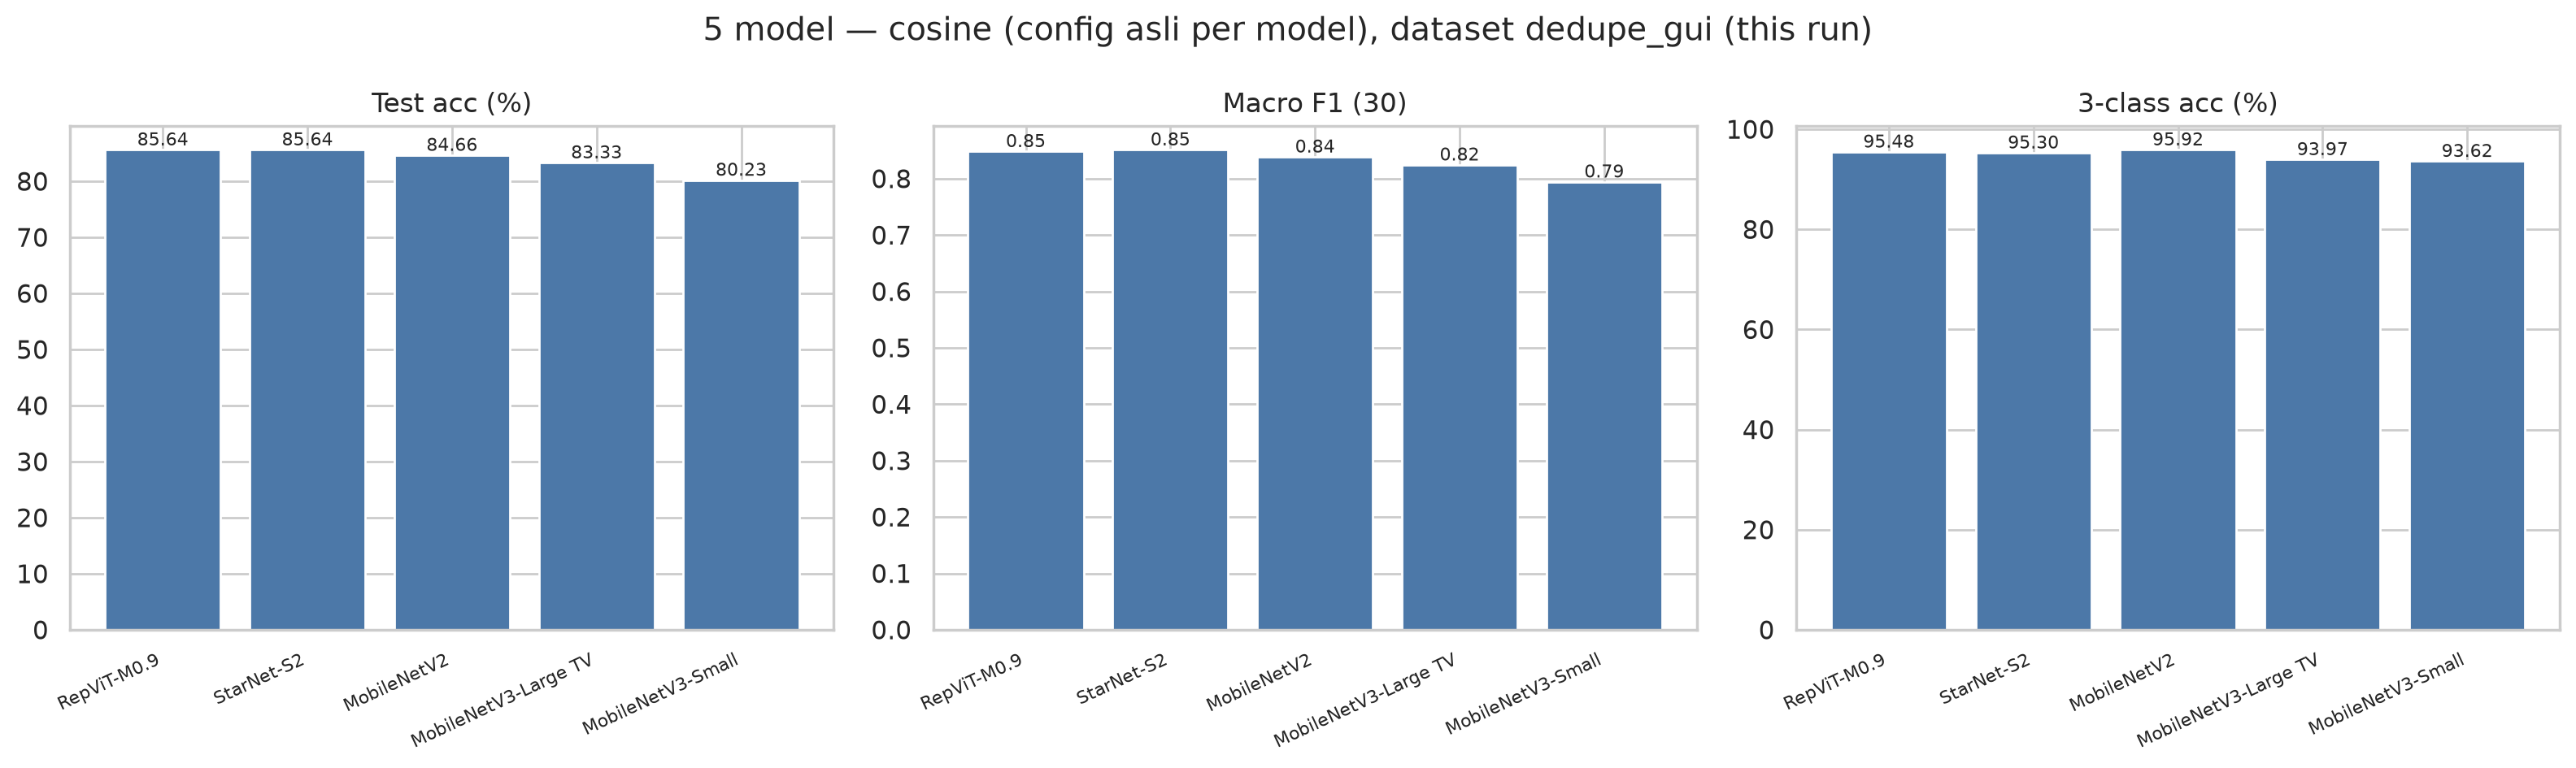 5 model — cosine (config asli per model), dataset dedupe_gui (this run)
Test acc (%)
85.64 85.64 84.66 83.33 80.23
80
70
60
50
40
30
20
10
0
RepViT-M0.9 StarNet-S2 MobileNetV2 MobileNetV3-Large TV MobileNetV3-Small
Macro F1 (30)
0.85 0.85 0.84 0.82 0.79
0.8
0.7
0.6
0.5
0.4
0.3
0.2
0.1
0.0
RepViT-M0.9 StarNet-S2 MobileNetV2 MobileNetV3-Large TV MobileNetV3-Small
3-class acc (%)
95.48 95.30 95.92 93.97 93.62
100
80
60
40
20
0
RepViT-M0.9 StarNet-S2 MobileNetV2 MobileNetV3-Large TV MobileNetV3-Small